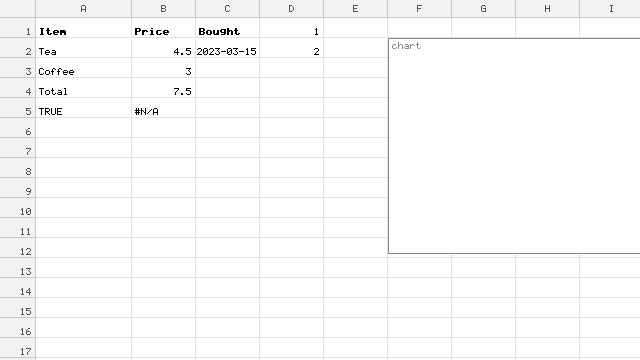 A B C D E F G H I
1 Item Price Bought 1
2 Tea 4.5 2023-03-15 2
chart
3 Coffee 3
4 Total 7.5
5 TRUE #N/A
6
7
8
9
10
11
12
13
14
15
16
17